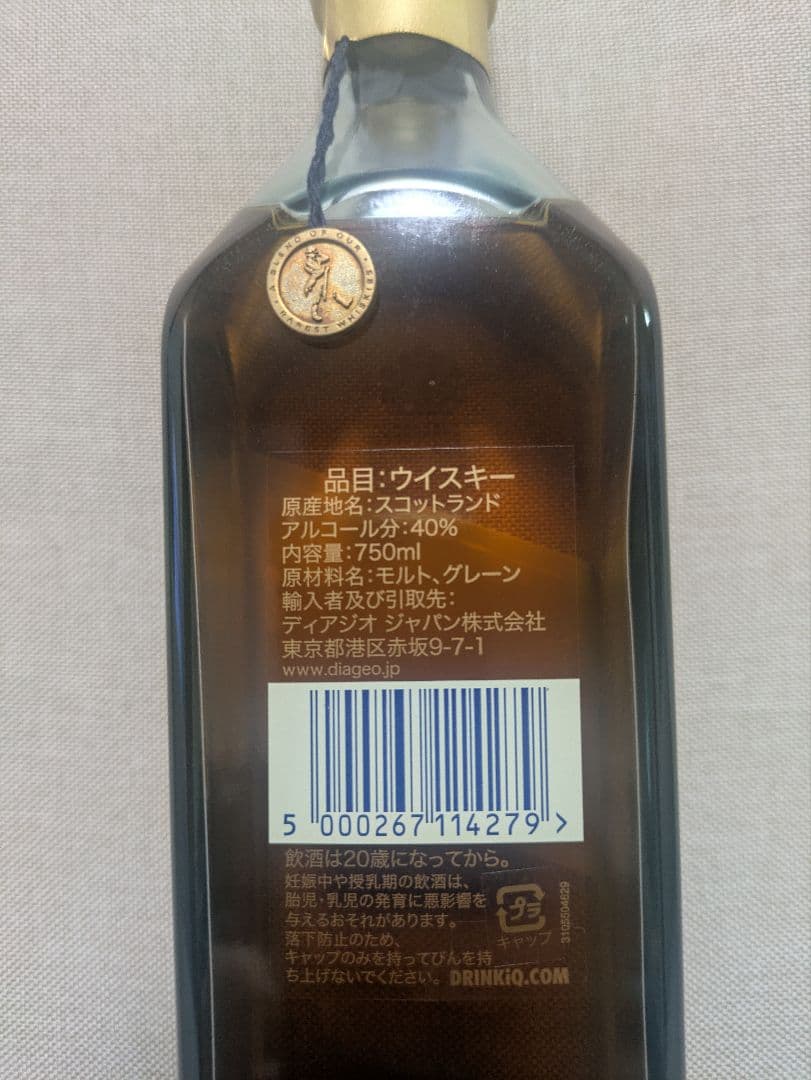 A BLEND OF OUR
RAREST WHISKIES
品目:ウイスキー
原産地名:スコットランド
アルコール分:40%
内容量:750ml
原材料名:モルト、グレーン
輸入者及び引取先:
ディアジオ ジャパン株式会社
東京都港区赤坂9-7-1
www.diageo.jp
5 000267 114279 >
飲酒は20歳になってから。
妊娠中や授乳期の飲酒は、
胎児・乳児の発育に悪影響を
与えるおそれがあります。
落下防止のため、
キャップのみを持ってびんを持
ち上げないでください。
プラ
キャップ
3105504629
DRINKiQ.COM